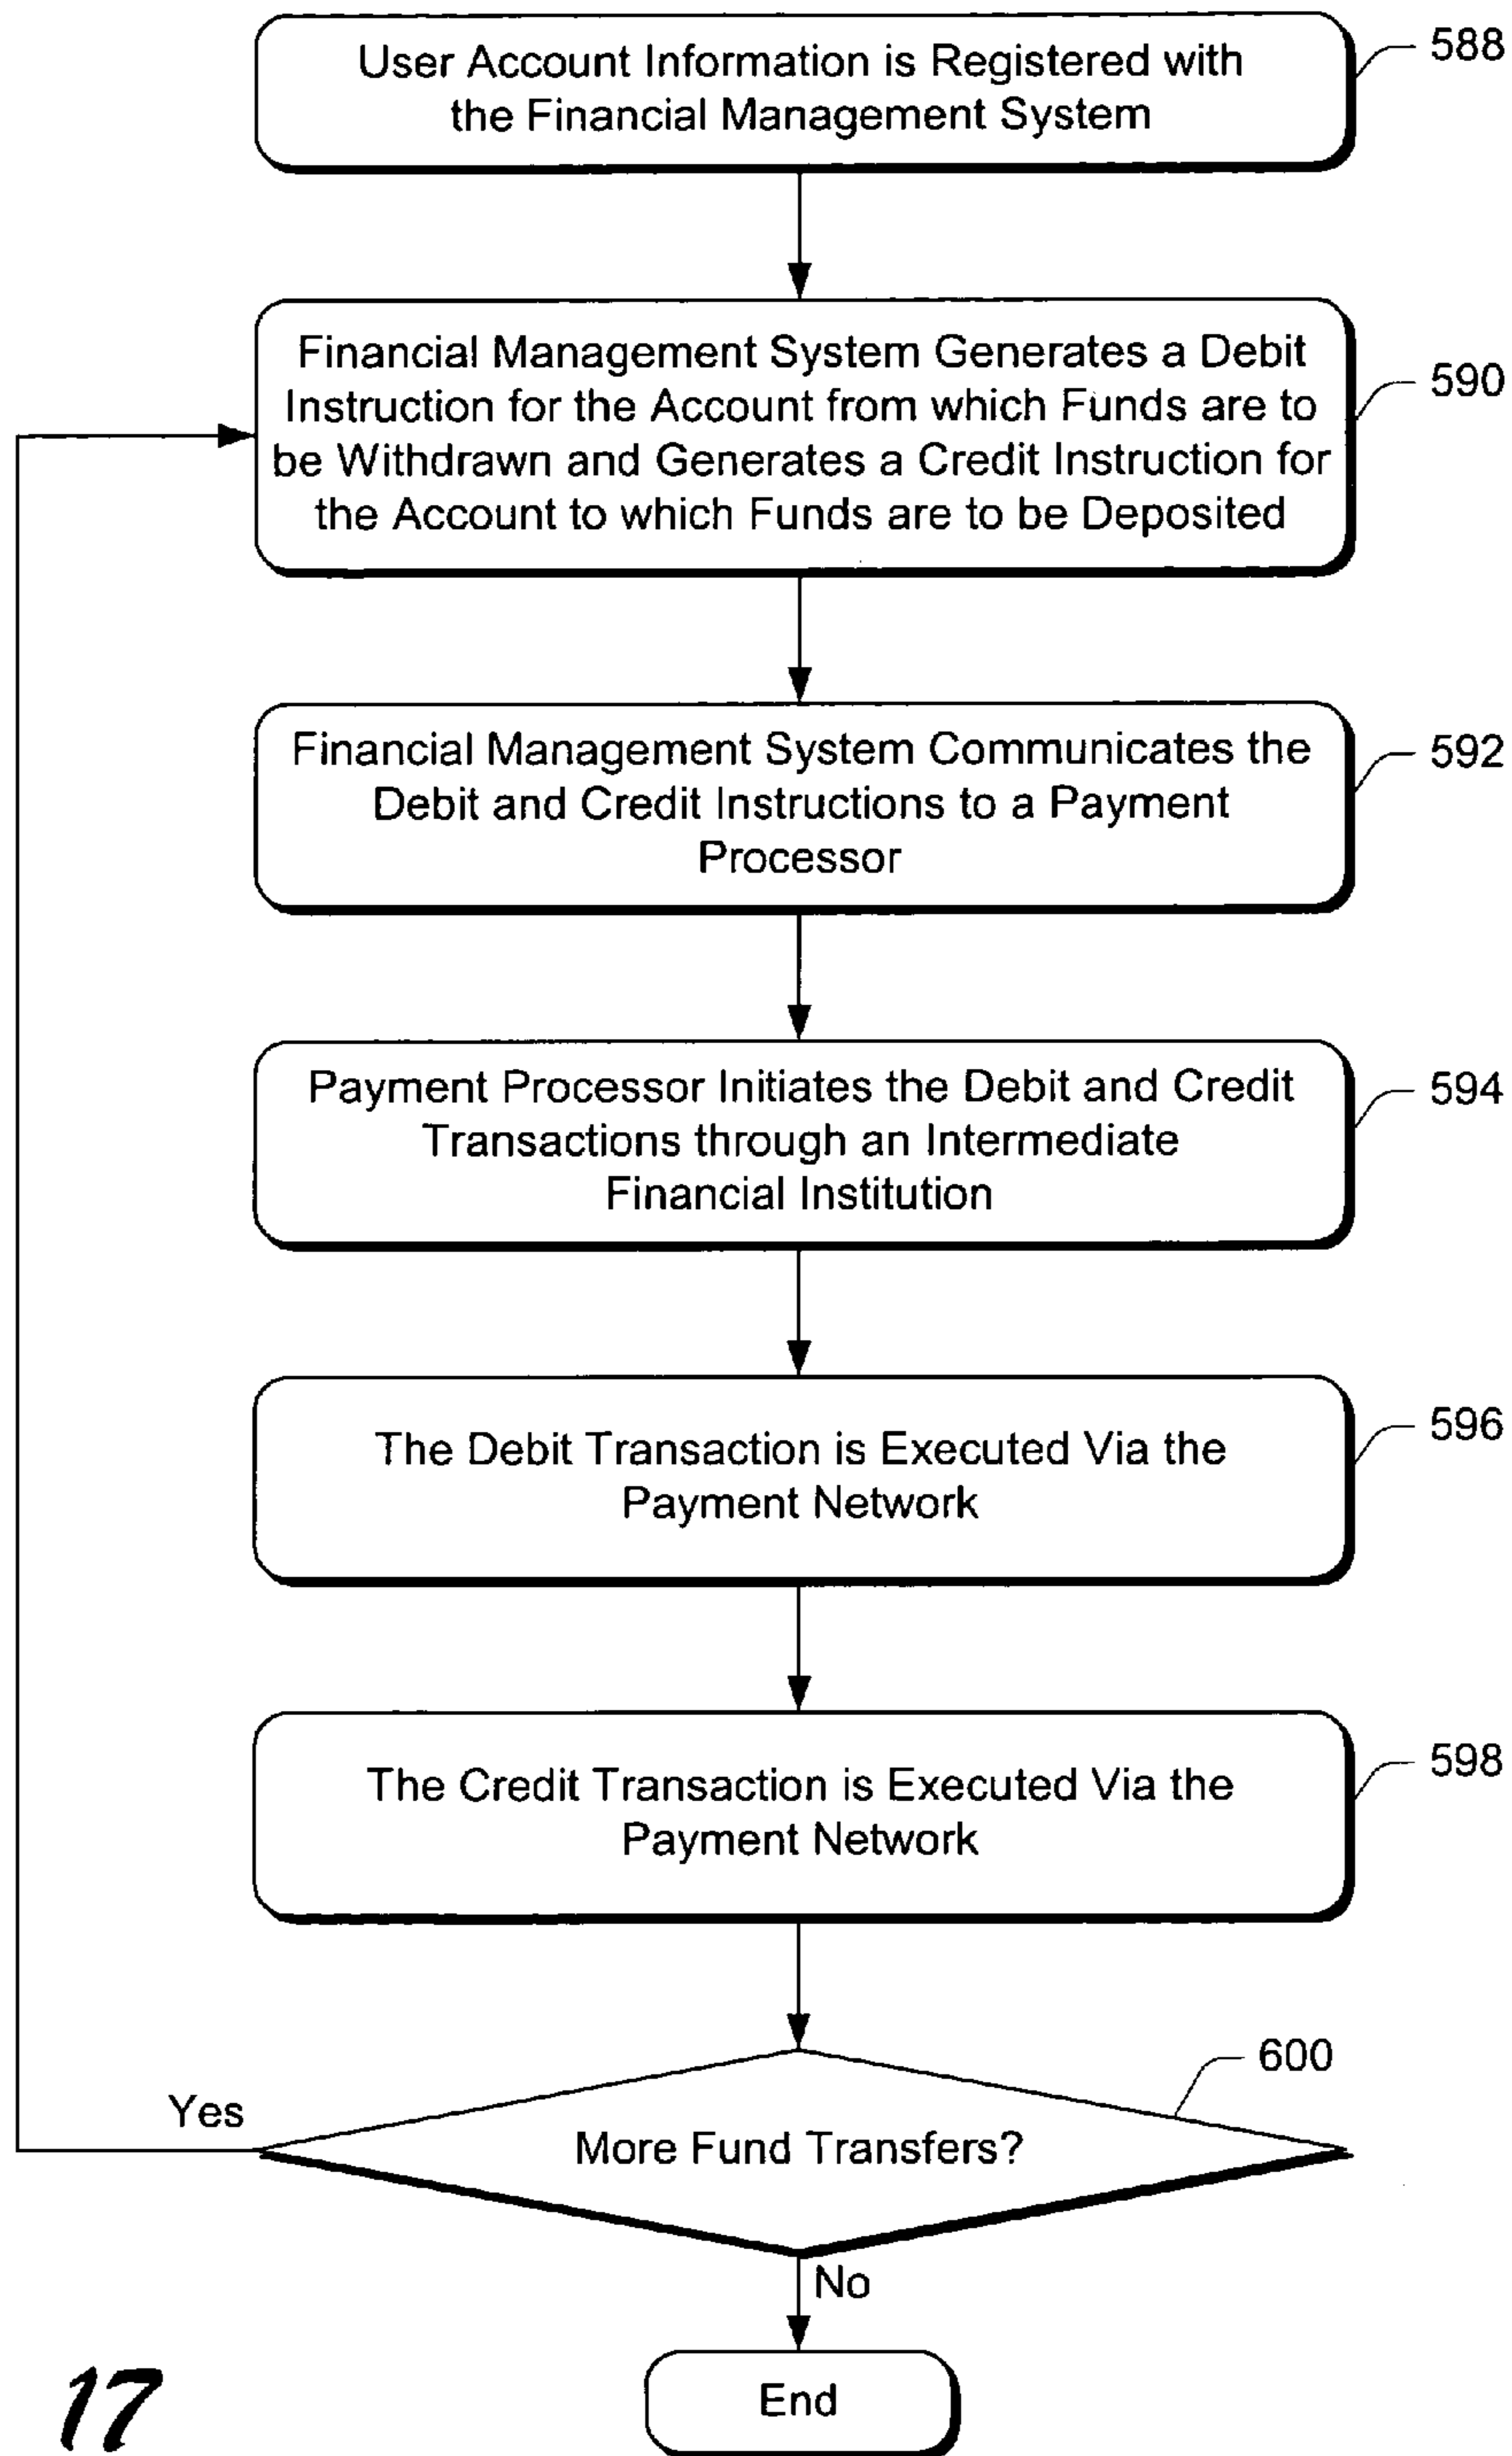 User Account Information is Registered with
the Financial Management System
588
Financial Management System Generates a Debit
Instruction for the Account from which Funds are to
be Withdrawn and Generates a Credit Instruction for
the Account to which Funds are to be Deposited
590
Financial Management System Communicates the
Debit and Credit Instructions to a Payment
Processor
592
Payment Processor Initiates the Debit and Credit
Transactions through an Intermediate
Financial Institution
594
The Debit Transaction is Executed Via the
Payment Network
596
The Credit Transaction is Executed Via the
Payment Network
598
600
Yes
More Fund Transfers?
No
End
17